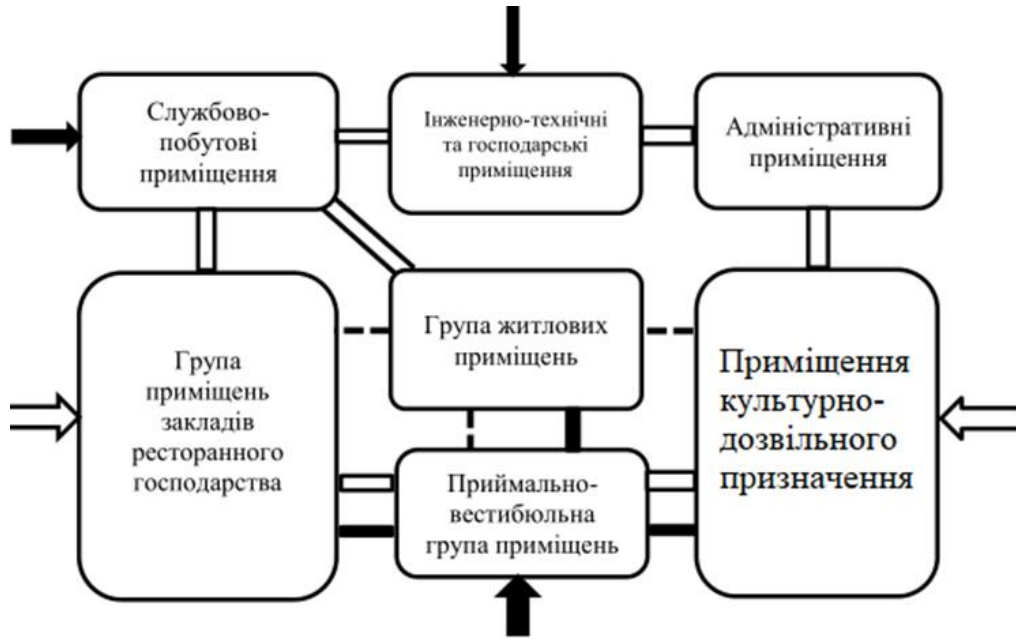 Службово-
побутові
приміщення
Інженерно-технічні
та господарські
приміщення
Адміністративні
приміщення
Група
приміщень
закладів
ресторанного
господарства
Група житлових
приміщень
Приміщення
культурно-
дозвільного
призначення
Приймально-
вестибюльна
група приміщень